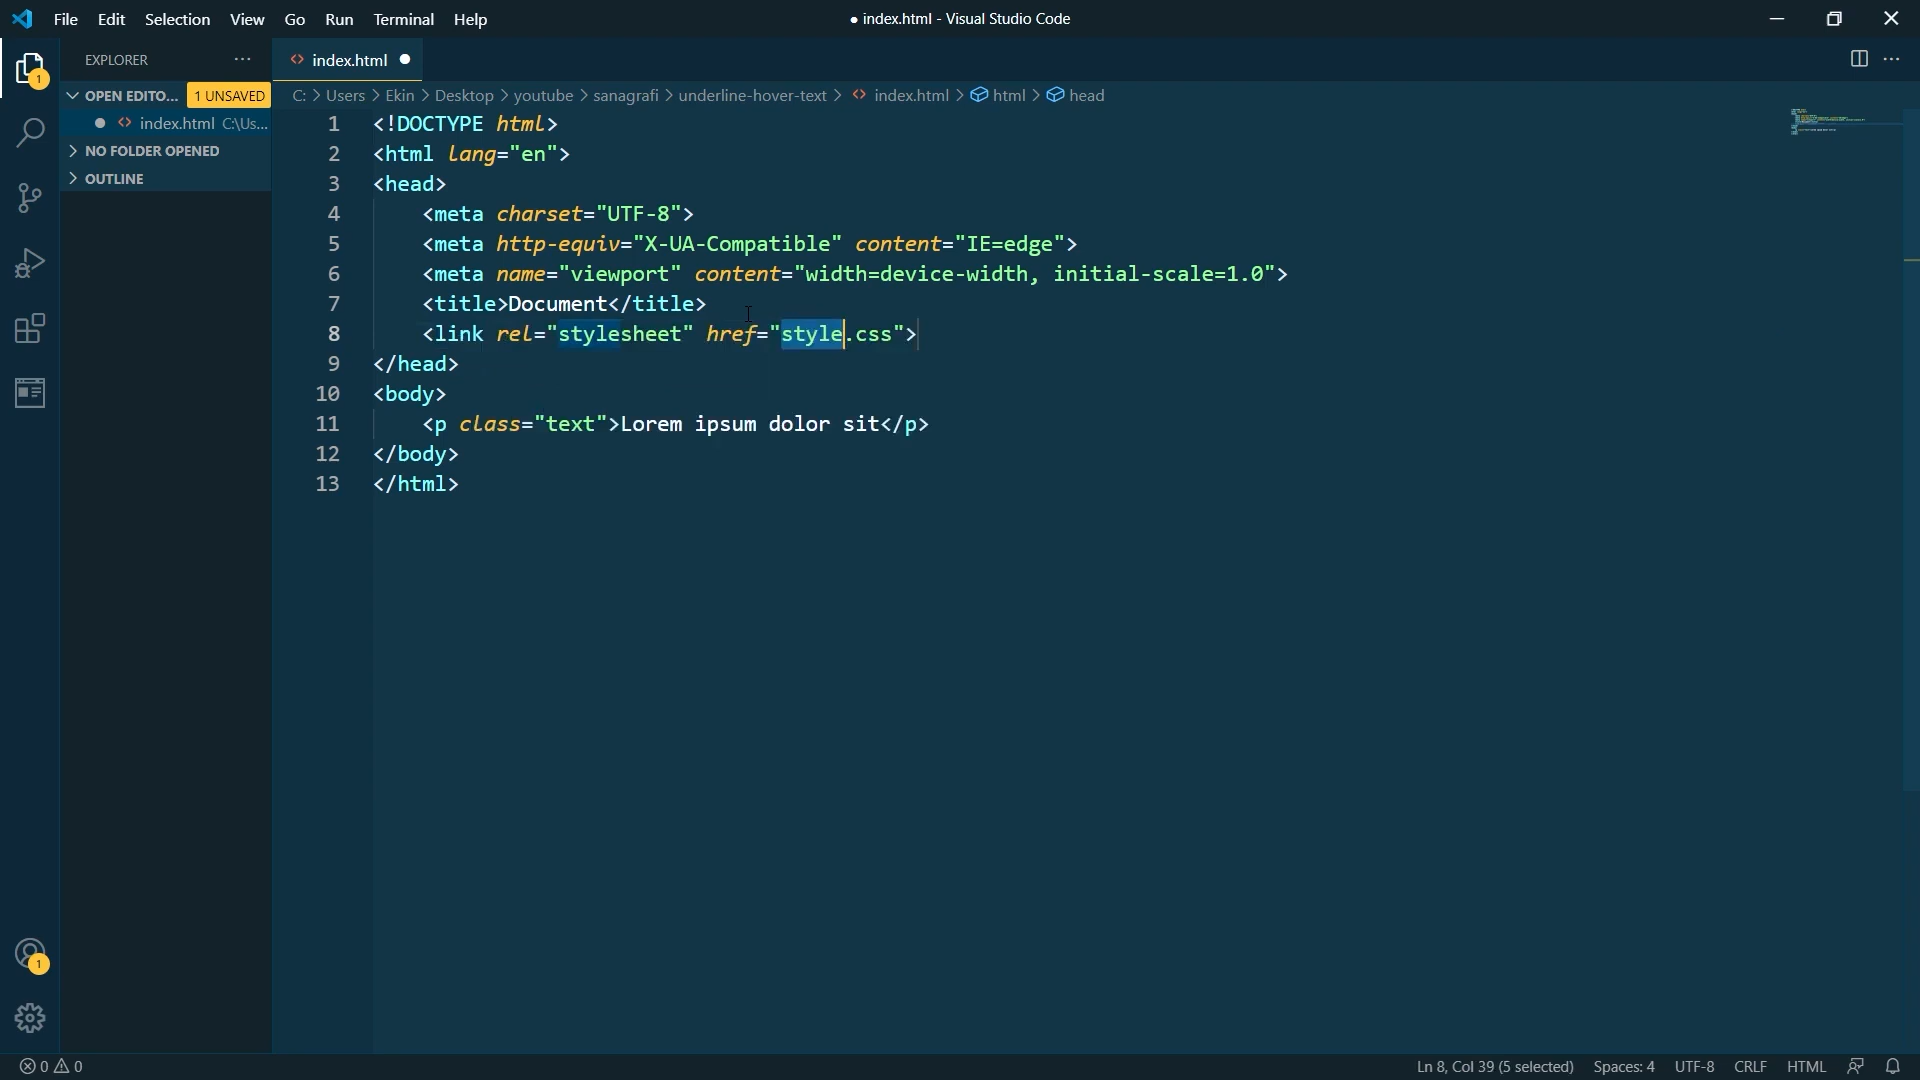 File Edit Selection View Go Run Terminal Help
● index.html - Visual Studio Code
EXPLORER ···
<> index.html ●
OPEN EDITO... 1 UNSAVED
● <> index.html C:\Us...
NO FOLDER OPENED
OUTLINE
C: > Users > Ekin > Desktop > youtube > sanagrafi > underline-hover-text > <> index.html > html > head
1 <!DOCTYPE html>
2 <html lang="en">
3 <head>
4     <meta charset="UTF-8">
5     <meta http-equiv="X-UA-Compatible" content="IE=edge">
6     <meta name="viewport" content="width=device-width, initial-scale=1.0">
7     <title>Document</title>
8     <link rel="stylesheet" href="style.css">
9 </head>
10 <body>
11     <p class="text">Lorem ipsum dolor sit</p>
12 </body>
13 </html>
1
1
0 0
Ln 8, Col 39 (5 selected) Spaces: 4 UTF-8 CRLF HTML